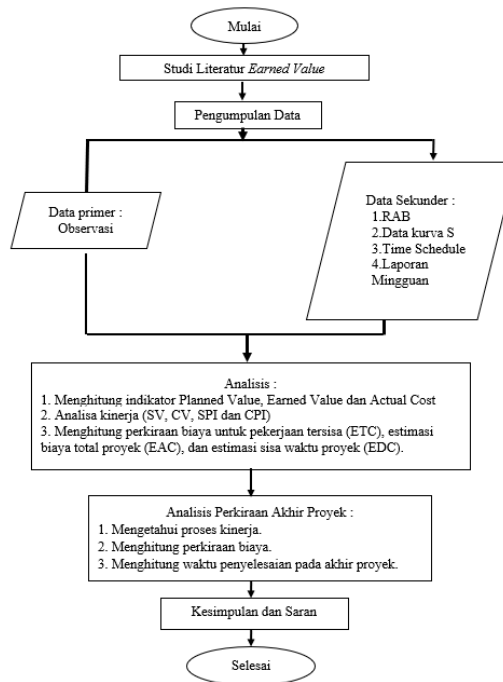 Mulai
Studi Literatur Earned Value
Pengumpulan Data
Data primer :
Observasi
Data Sekunder :
1.RAB
2.Data kurva S
3.Time Schedule
4.Laporan
Mingguan
Analisis :
1. Menghitung indikator Planned Value, Earned Value dan Actual Cost
2. Analisa kinerja (SV, CV, SPI dan CPI)
3. Menghitung perkiraan biaya untuk pekerjaan tersisa (ETC), estimasi
biaya total proyek (EAC), dan estimasi sisa waktu proyek (EDC).
Analisis Perkiraan Akhir Proyek :
1. Mengetahui proses kinerja.
2. Menghitung perkiraan biaya.
3. Menghitung waktu penyelesaian pada akhir proyek.
Kesimpulan dan Saran
Selesai